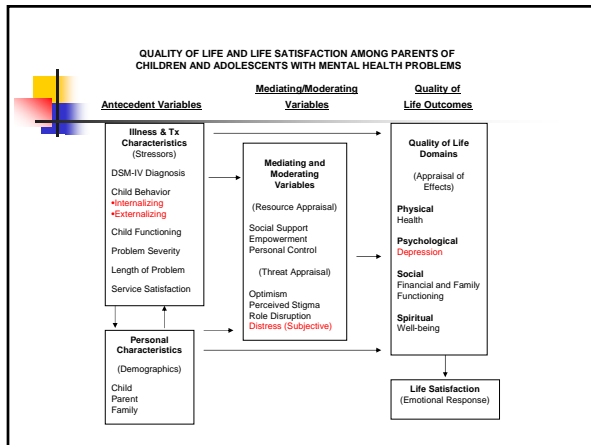 QUALITY OF LIFE AND LIFE SATISFACTION AMONG PARENTS OF
CHILDREN AND ADOLESCENTS WITH MENTAL HEALTH PROBLEMS
Antecedent Variables
Mediating/Moderating
Variables
Quality of
Life Outcomes
Illness & Tx
Characteristics
(Stressors)
DSM-IV Diagnosis
Child Behavior
•Internalizing
•Externalizing
Child Functioning
Problem Severity
Length of Problem
Service Satisfaction
Personal
Characteristics
(Demographics)
Child
Parent
Family
Mediating and
Moderating
Variables
(Resource Appraisal)
Social Support
Empowerment
Personal Control
(Threat Appraisal)
Optimism
Perceived Stigma
Role Disruption
Distress (Subjective)
Quality of Life
Domains
(Appraisal of
Effects)
Physical
Health
Psychological
Depression
Social
Financial and Family
Functioning
Spiritual
Well-being
Life Satisfaction
(Emotional Response)